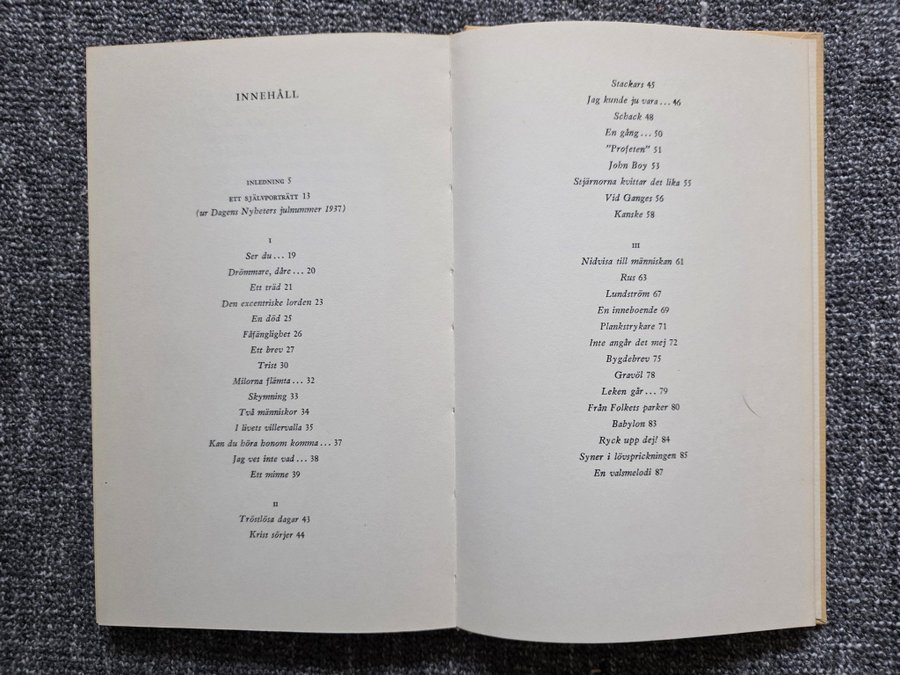 INNEHÅLL
INLEDNING 5
ETT SJÄLVPORTRÄTT 13
(ur Dagens Nyheters julnummer 1937)
I
Ser du... 19
Drömmare, dåre... 20
Ett träd 21
Den excentriske lorden 23
En död 25
Fåfänglighet 26
Ett brev 27
Trist 30
Milorna flämta... 32
Skymning 33
Två människor 34
I livets villervalla 35
Kan du höra honom komma... 37
Jag vet inte vad... 38
Ett minne 39
II
Tröstlösa dagar 43
Krist sörjer 44
Stackars 45
Jag kunde ju vara... 46
Schack 48
En gång... 50
"Profeten" 51
John Boy 53
Stjärnorna kvittar det lika 55
Vid Ganges 56
Kanske 58
III
Nidvisa till människan 61
Rus 63
Lundström 67
En inneboende 69
Plankstrykare 71
Inte angår det mej 72
Bygdebrev 75
Gravöl 78
Leken går... 79
Från Folkets parker 80
Babylon 83
Ryck upp dej! 84
Syner i lövsprickningen 85
En valsmelodi 87